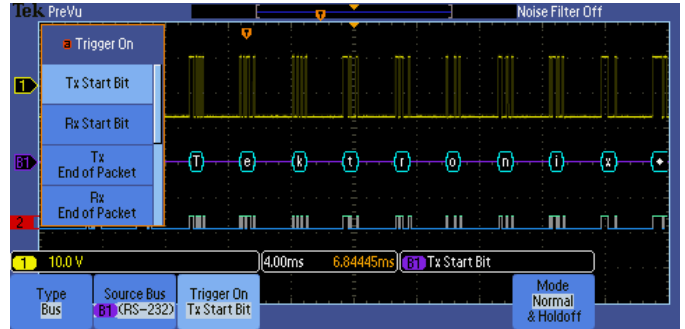 Tek PreVu
Noise Filter Off
T
T
a Trigger On
Tx Start Bit
Rx Start Bit
Tx
End of Packet
Rx
End of Packet
1
B1
T e k t r o n i x
2
1 10.0 V
4.00ms 6.84445ms
B1 Tx Start Bit
Type
Bus
Source Bus
B1 (RS-232)
Trigger On
Tx Start Bit
Mode
Normal
& Holdoff